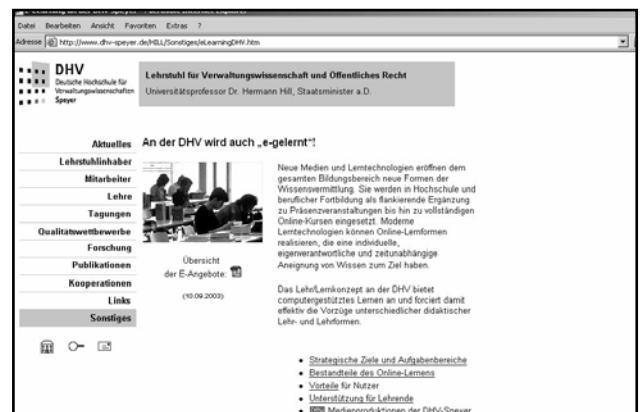 Datei Bearbeiten Ansicht Favoriten Extras ?
Adresse http://www.dhv-speyer.de/HILL/Sonstiges/eLearningDHV.htm
DHV
Deutsche Hochschule für
Verwaltungswissenschaften
Speyer
Lehrstuhl für Verwaltungswissenschaft und Öffentliches Recht
Universitätsprofessor Dr. Hermann Hill, Staatsminister a.D.
Aktuelles
Lehrstuhlinhaber
Mitarbeiter
Lehre
Tagungen
Qualitätswettbewerbe
Forschung
Publikationen
Kooperationen
Links
Sonstiges
An der DHV wird auch „e-gelernt"!
Übersicht
der E-Angebote:
(10.09.2003)
Neue Medien und Lerntechnologien eröffnen dem
gesamten Bildungsbereich neue Formen der
Wissensvermittlung. Sie werden in Hochschule und
beruflicher Fortbildung als flankierende Ergänzung
zu Präsenzveranstaltungen bis hin zu vollständigen
Online-Kursen eingesetzt. Moderne
Lerntechnologien können Online-Lernformen
realisieren, die eine individuelle,
eigenverantwortliche und zeitunabhängige
Aneignung von Wissen zum Ziel haben.
Das Lehr/Lernkonzept an der DHV bietet
computergestütztes Lernen an und forciert damit
effektiv die Vorzüge unterschiedlicher didaktischer
Lehr- und Lehrformen.
• Strategische Ziele und Aufgabenbereiche
• Bestandteile des Online-Lernens
• Vorteile für Nutzer
• Unterstützung für Lehrende
• Medienproduktionen der DHV-Speyer